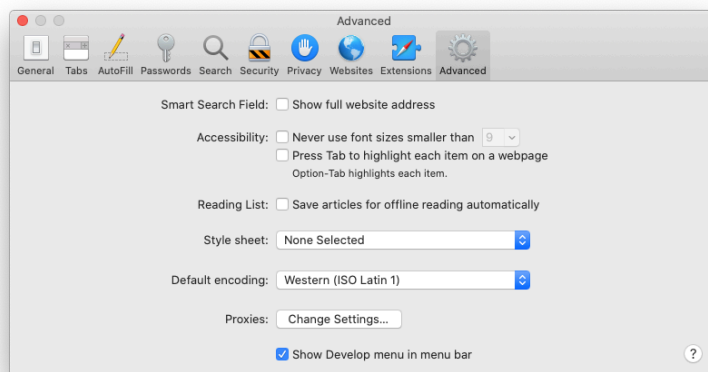 Advanced
General Tabs AutoFill Passwords Search Security Privacy Websites Extensions Advanced
Smart Search Field: Show full website address
Accessibility: Never use font sizes smaller than 9
Press Tab to highlight each item on a webpage
Option-Tab highlights each item.
Reading List: Save articles for offline reading automatically
Style sheet: None Selected
Default encoding: Western (ISO Latin 1)
Proxies: Change Settings...
Show Develop menu in menu bar ?